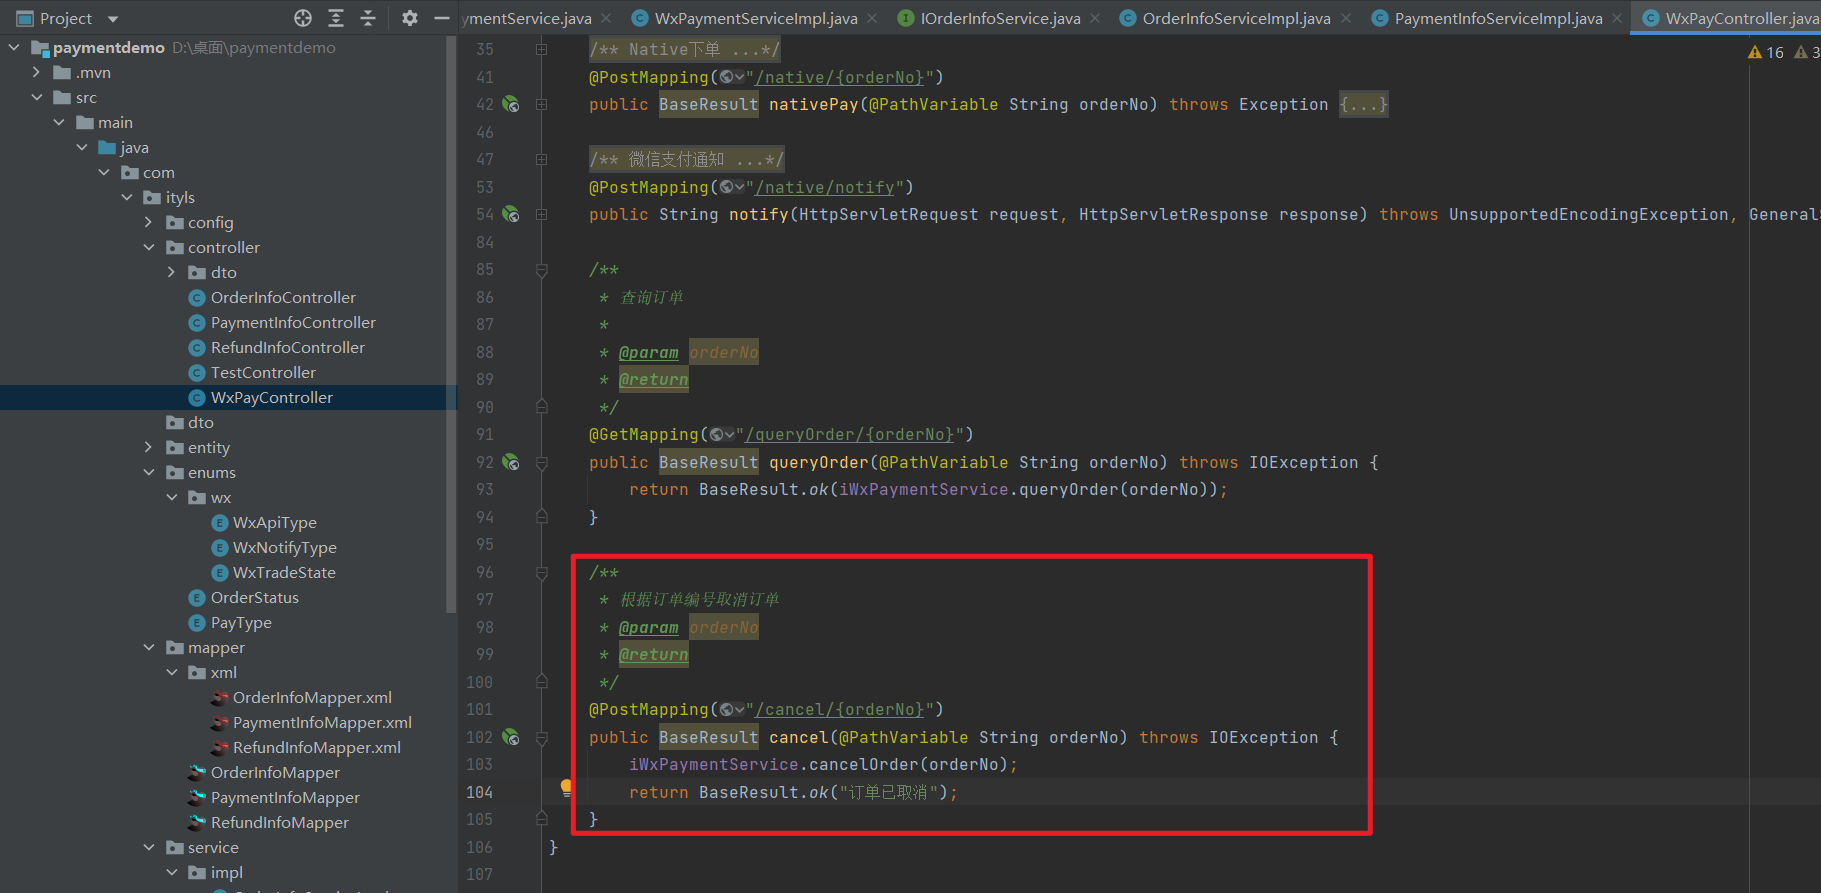 Project
ymentService.java
WxPaymentServiceImpl.java
IOrderInfoService.java
OrderInfoServiceImpl.java
PaymentInfoServiceImpl.java
WxPayController.java
paymentdemo D:\桌面\paymentdemo
.mvn
src
main
java
com
ityls
config
controller
dto
OrderInfoController
PaymentInfoController
RefundInfoController
TestController
WxPayController
dto
entity
enums
wx
WxApiType
WxNotifyType
WxTradeState
OrderStatus
PayType
mapper
xml
OrderInfoMapper.xml
PaymentInfoMapper.xml
RefundInfoMapper.xml
OrderInfoMapper
PaymentInfoMapper
RefundInfoMapper
service
impl
16 3
35 /** Native下单 ...*/
41 @PostMapping("/native/{orderNo}")
42 public BaseResult nativePay(@PathVariable String orderNo) throws Exception {...}
46
47 /** 微信支付通知 ...*/
53 @PostMapping("/native/notify")
54 public String notify(HttpServletRequest request, HttpServletResponse response) throws UnsupportedEncodingException, General
84
85 /**
86 * 查询订单
87 *
88 * @param orderNo
89 * @return
90 */
91 @GetMapping("/queryOrder/{orderNo}")
92 public BaseResult queryOrder(@PathVariable String orderNo) throws IOException {
93 return BaseResult.ok(iWxPaymentService.queryOrder(orderNo));
94 }
95
96 /**
97 * 根据订单编号取消订单
98 * @param orderNo
99 * @return
100 */
101 @PostMapping("/cancel/{orderNo}")
102 public BaseResult cancel(@PathVariable String orderNo) throws IOException {
103 iWxPaymentService.cancelOrder(orderNo);
104 return BaseResult.ok("订单已取消");
105 }
106 }
107